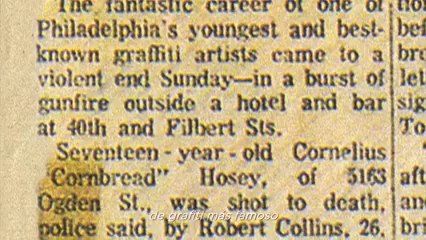 The fantastic career of one of
Philadelphia's youngest and best-
known graffiti artists came to a
violent end Sunday—in a burst of
gunfire outside a hotel and bar
at 40th and Filbert Sts.
Seventeen-year-old Cornelius
"Cornbread" Hosey, of 5163
Ogden St., was shot to death,
de grafiti más famoso
police said, by Robert Collins, 26,